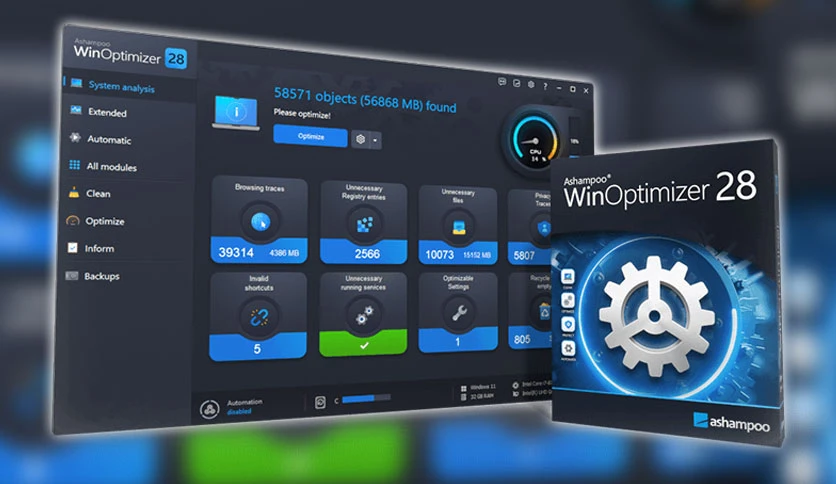 Ashampoo
WinOptimizer 28
System analysis
Extended
Automatic
All modules
Clean
Optimize
Inform
Backups
58571 objects (56868 MB) found
Please optimize!
Optimize
CPU
14 %
Browsing traces
39314 4386 MB
Unnecessary
Registry entries
2566
Unnecessary
files
10073 15152 MB
5807
Invalid
shortcuts
5
Unnecessary
running services
Optimizable
Settings
1
805
Automation
disabled
C
Windows 11
32 GB RAM
Ashampoo®
WinOptimizer 28
ashampoo